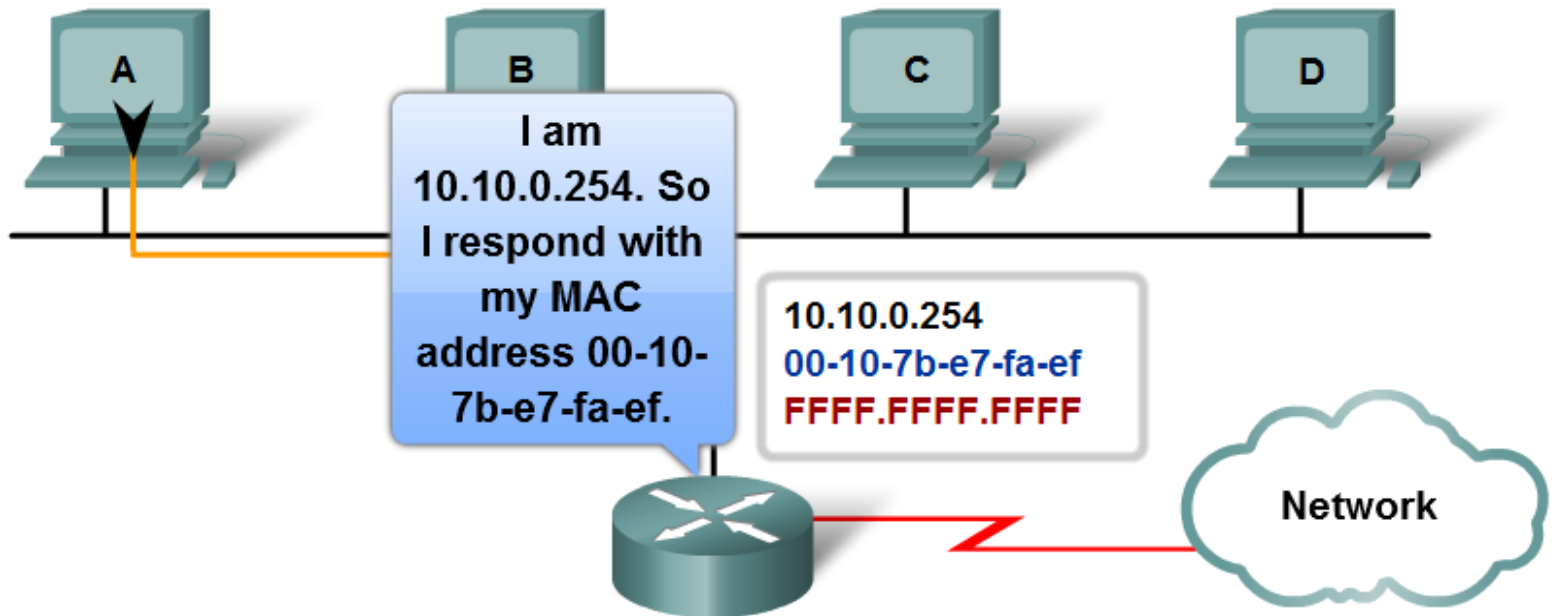 A
B
C
D
I am
10.10.0.254. So
I respond with
my MAC
address 00-10-
7b-e7-fa-ef.
10.10.0.254
00-10-7b-e7-fa-ef
FFFF.FFFF.FFFF
Network